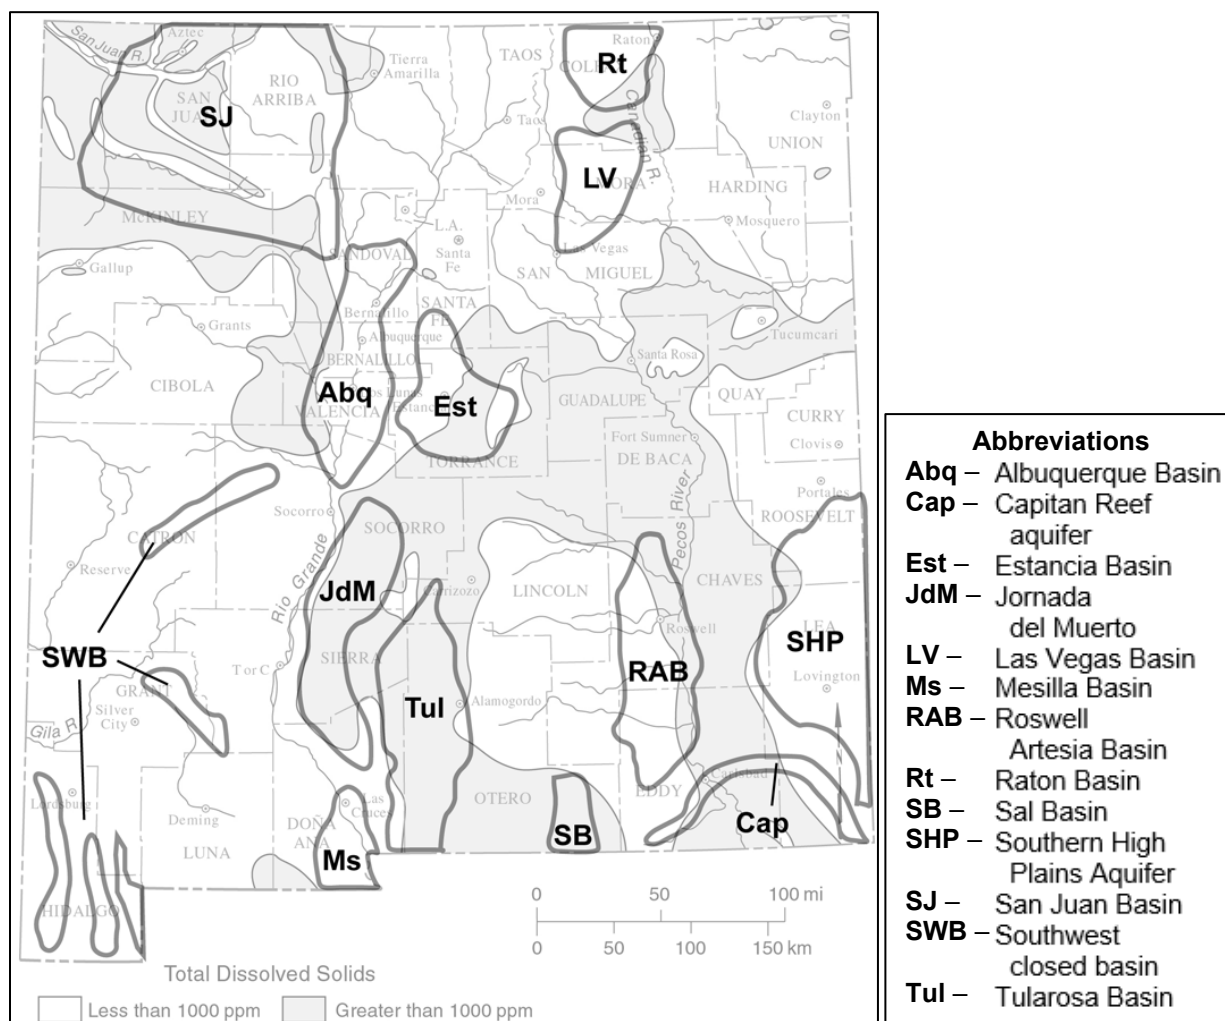 San Juan R.
Aztec
Tierra
Amarilla
TAOS
Raton
COLFAX
Rt
RIO
ARRIBA
SAN
JUAN
SJ
Taos
Canadian R.
Clayton
UNION
LV
MORA
HARDING
Mora
Mosquero
McKINLEY
L.A.
Santa
Fe
Las Vegas
SAN
MIGUEL
SANDOVAL
Gallup
Bernalillo
SANTA
FE
Grants
Albuquerque
BERNALILLO
Tucumcari
Santa Rosa
CIBOLA
Abq
Los Lunas
VALENCIA
Estancia
Est
GUADALUPE
QUAY
CURRY
Clovis
Fort Sumner
DE BACA
TORRANCE
Portales
ROOSEVELT
Socorro
SOCORRO
CATRON
Reserve
Rio Grande
Pecos River
JdM
Carrizozo
LINCOLN
CHAVES
Roswell
LEA
SHP
SWB
T or C
SIERRA
RAB
Lovington
GRANT
Silver
City
Tul
Alamogordo
Gila R.
Lordsburg
Deming
LUNA
DOÑA
ANA
Las
Cruces
Ms
OTERO
SB
EDDY
Carlsbad
Cap
HIDALGO
0 50 100 mi
0 50 100 150 km
Total Dissolved Solids
Less than 1000 ppm
Greater than 1000 ppm
Abbreviations
Abq – Albuquerque Basin
Cap – Capitan Reef
aquifer
Est – Estancia Basin
JdM – Jornada
del Muerto
LV – Las Vegas Basin
Ms – Mesilla Basin
RAB – Roswell
Artesia Basin
Rt – Raton Basin
SB – Sal Basin
SHP – Southern High
Plains Aquifer
SJ – San Juan Basin
SWB – Southwest
closed basin
Tul – Tularosa Basin